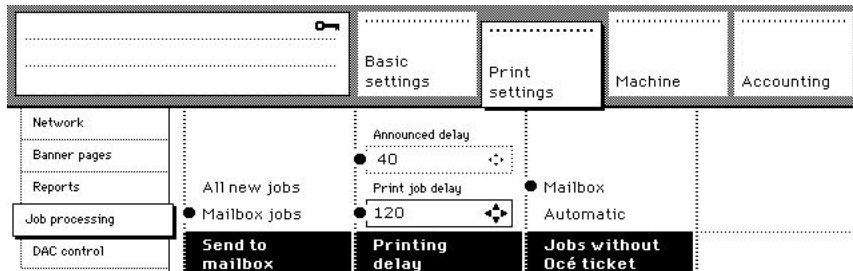 Basic
settings
Print
settings
Machine
Accounting
Network
Banner pages
Reports
Job processing
DAC control
All new jobs
Mailbox jobs
Send to
mailbox
Announced delay
40
Print job delay
120
Printing
delay
Mailbox
Automatic
Jobs without
Océ ticket